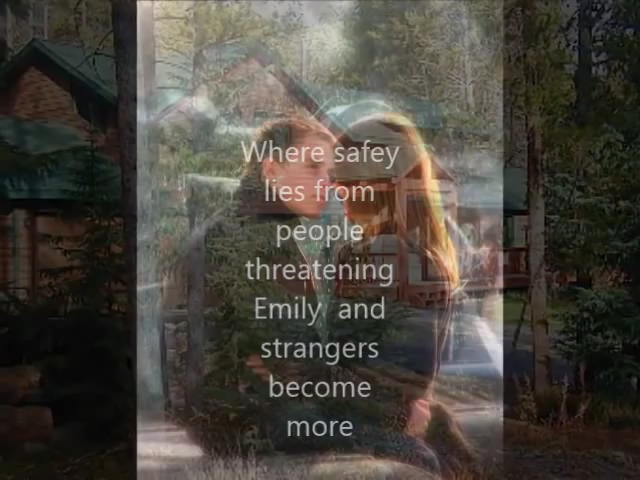 Where safey
lies from
people
threatening
Emily and
strangers
become
more